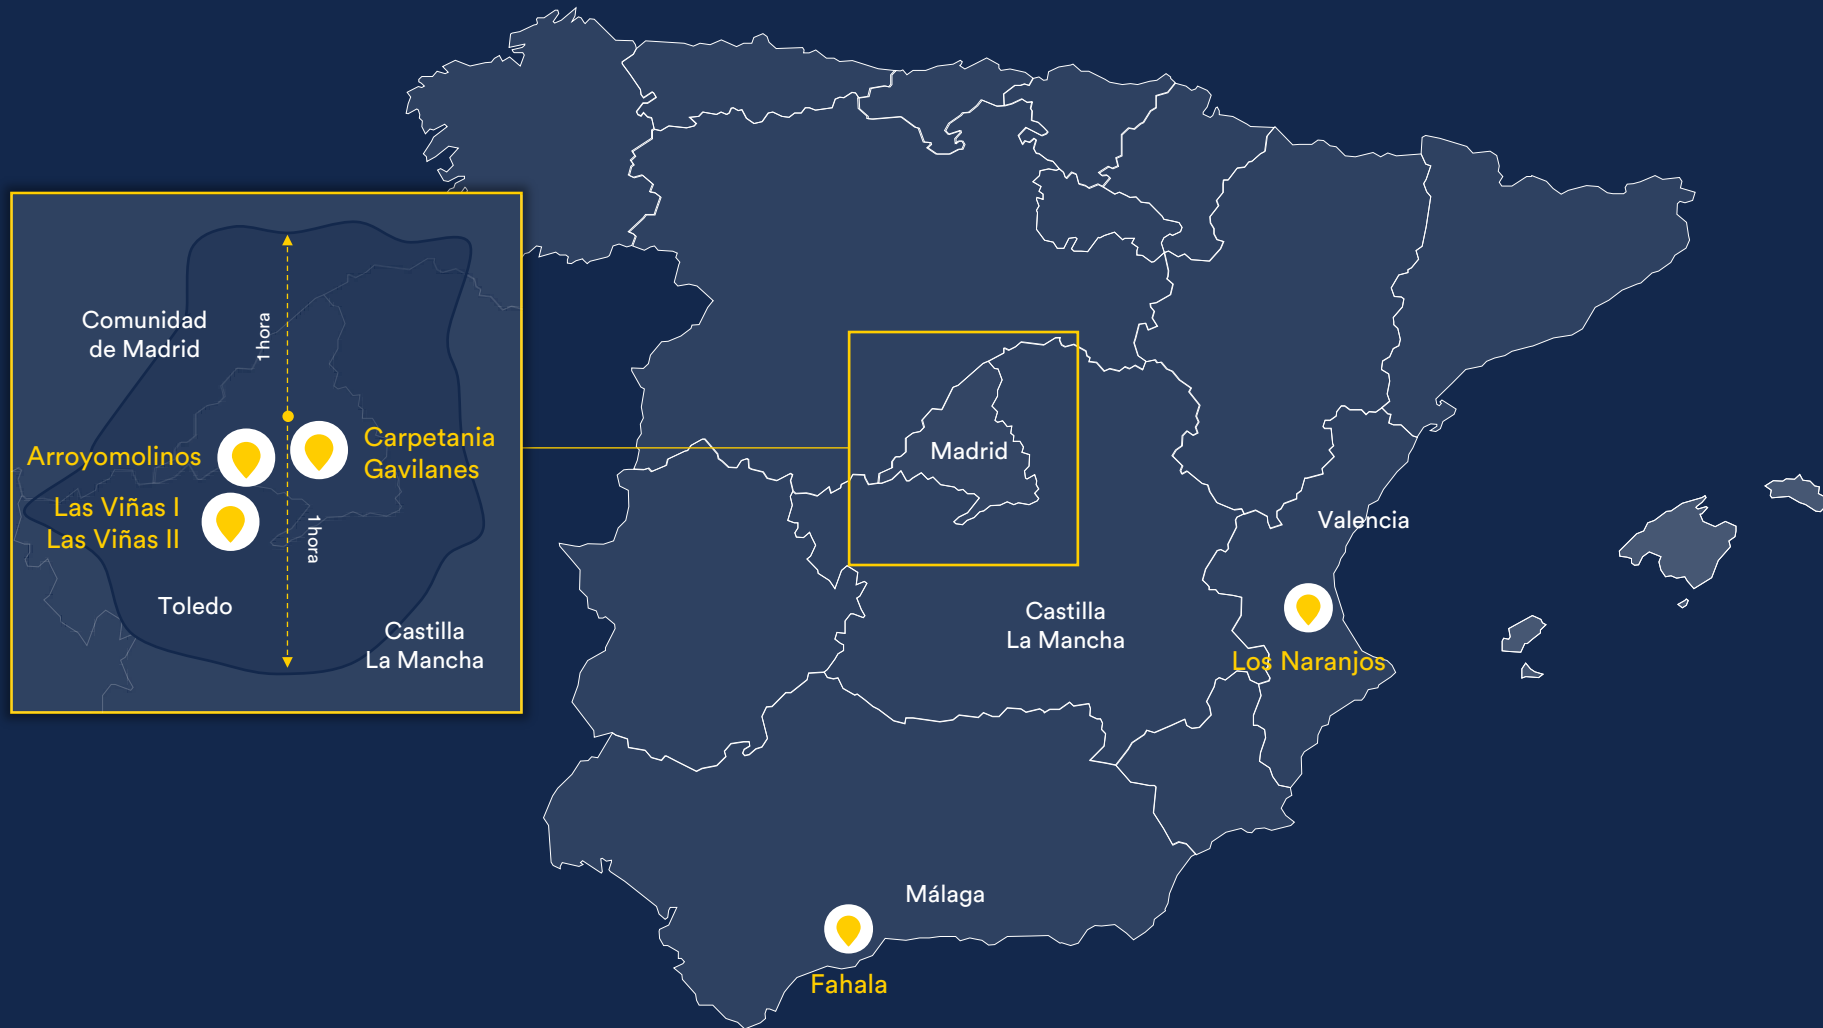 Comunidad
de Madrid
1 hora
Arroyomolinos
Carpetania
Gavilanes
Las Viñas I
Las Viñas II
1 hora
Toledo
Castilla
La Mancha
Madrid
Valencia
Castilla
La Mancha
Los Naranjos
Málaga
Fahala